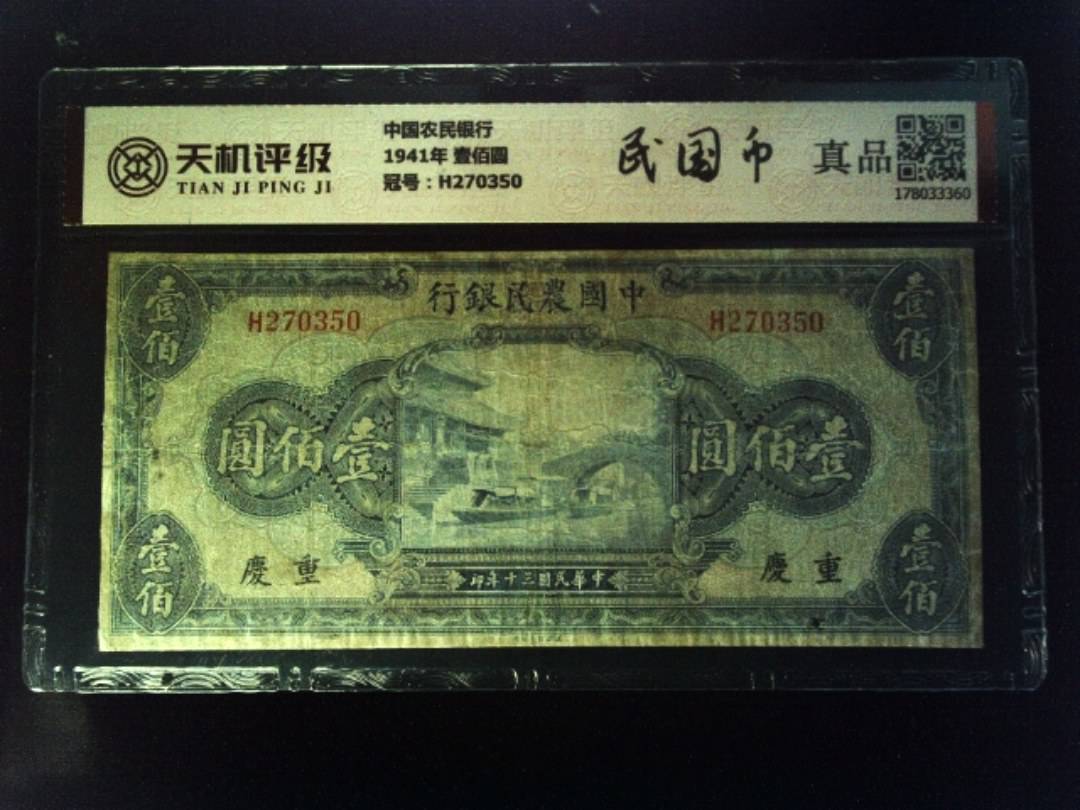 天机评级
TIAN JI PING JI
中国农民银行
1941年 壹佰圆
冠号：H270350
民国币
真品
178033360
行銀民農國中
壹佰
壹佰
H270350
H270350
圓佰壹
圓佰壹
慶重
慶重
印年十三國民華中
壹佰
壹佰